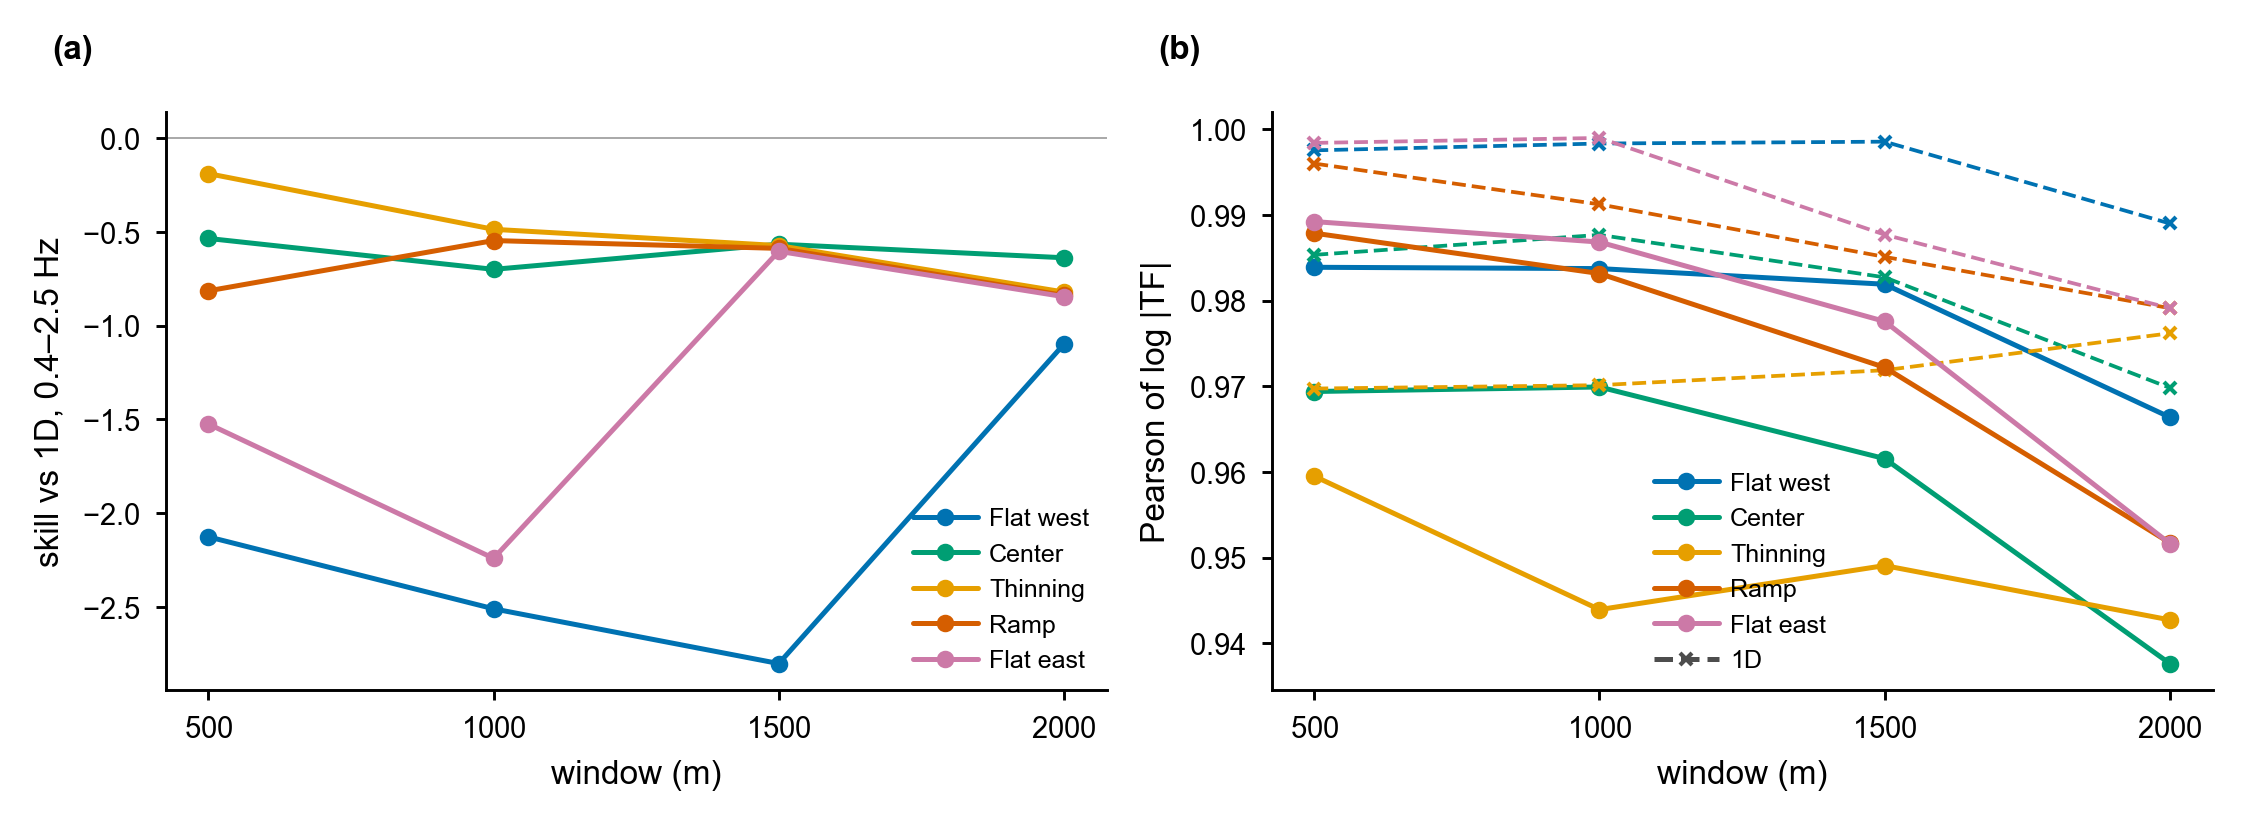 (a)
skill vs 1D, 0.4–2.5 Hz
0.0
−0.5
−1.0
−1.5
−2.0
−2.5
500
1000
1500
2000
window (m)
Flat west
Center
Thinning
Ramp
Flat east
(b)
Pearson of log |TF|
1.00
0.99
0.98
0.97
0.96
0.95
0.94
500
1000
1500
2000
window (m)
Flat west
Center
Thinning
Ramp
Flat east
1D